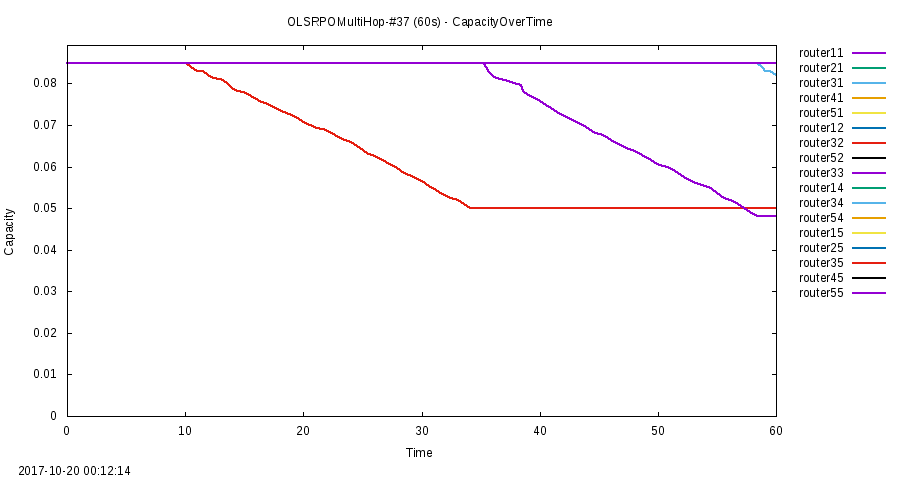 OLSRPOMultiHop-#37 (60s) - CapacityOverTime
Capacity
0.08
0.07
0.06
0.05
0.04
0.03
0.02
0.01
0
0 10 20 30 40 50 60
Time
router11
router21
router31
router41
router51
router12
router32
router52
router33
router14
router34
router54
router15
router25
router35
router45
router55
2017-10-20 00:12:14